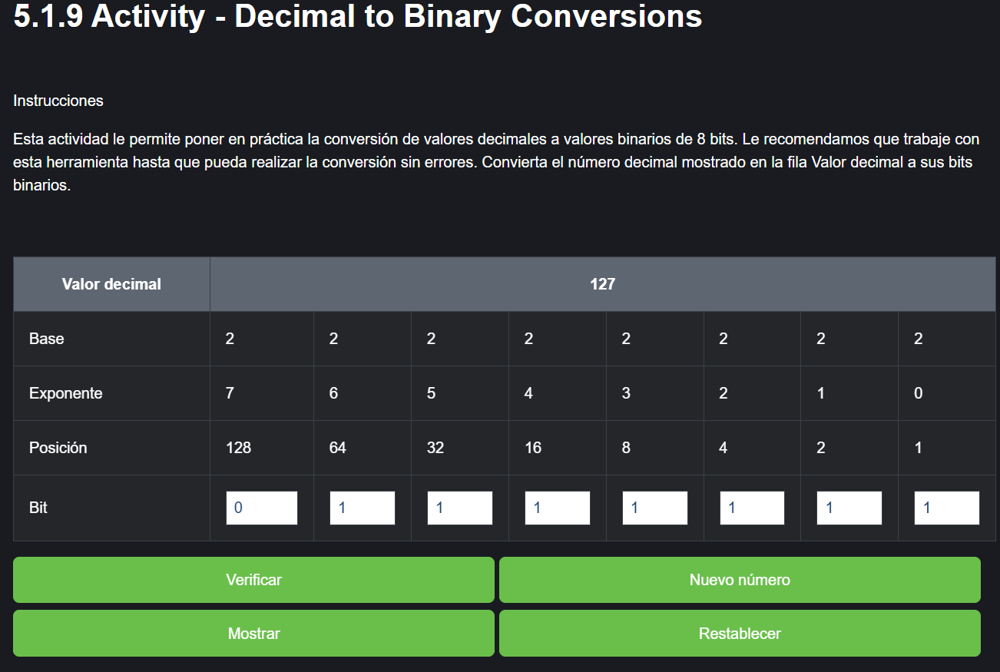 5.1.9 Activity - Decimal to Binary Conversions
Instrucciones
Esta actividad le permite poner en práctica la conversión de valores decimales a valores binarios de 8 bits. Le recomendamos que trabaje con
esta herramienta hasta que pueda realizar la conversión sin errores. Convierta el número decimal mostrado en la fila Valor decimal a sus bits
binarios.
Valor decimal 127
Base 2 2 2 2 2 2 2 2
Exponente 7 6 5 4 3 2 1 0
Posición 128 64 32 16 8 4 2 1
Bit 0 1 1 1 1 1 1 1
Verificar Nuevo número
Mostrar Restablecer